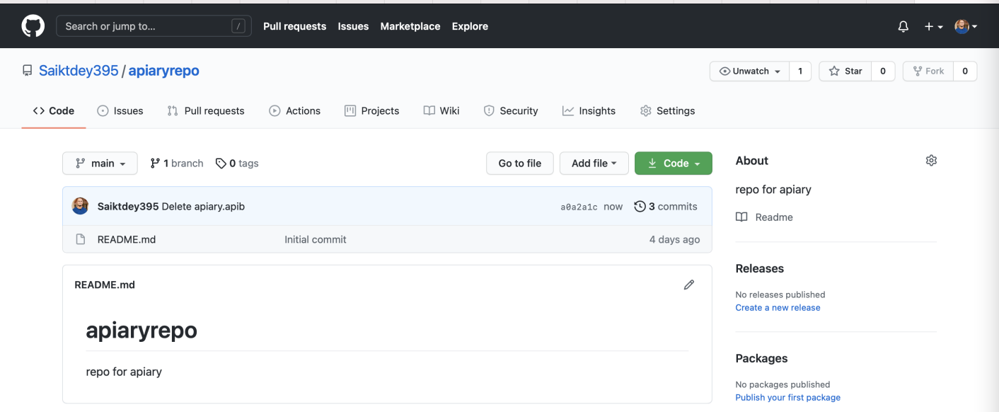 Search or jump to... /
Pull requests Issues Marketplace Explore
Saiktdey395 / apiaryrepo
Unwatch 1 Star 0 Fork 0
Code Issues Pull requests Actions Projects Wiki Security Insights Settings
main 1 branch 0 tags
Go to file Add file Code
Saiktdey395 Delete apiary.apib a0a2a1c now 3 commits
README.md Initial commit 4 days ago
README.md
apiaryrepo
repo for apiary
About
repo for apiary
Readme
Releases
No releases published
Create a new release
Packages
No packages published
Publish your first package